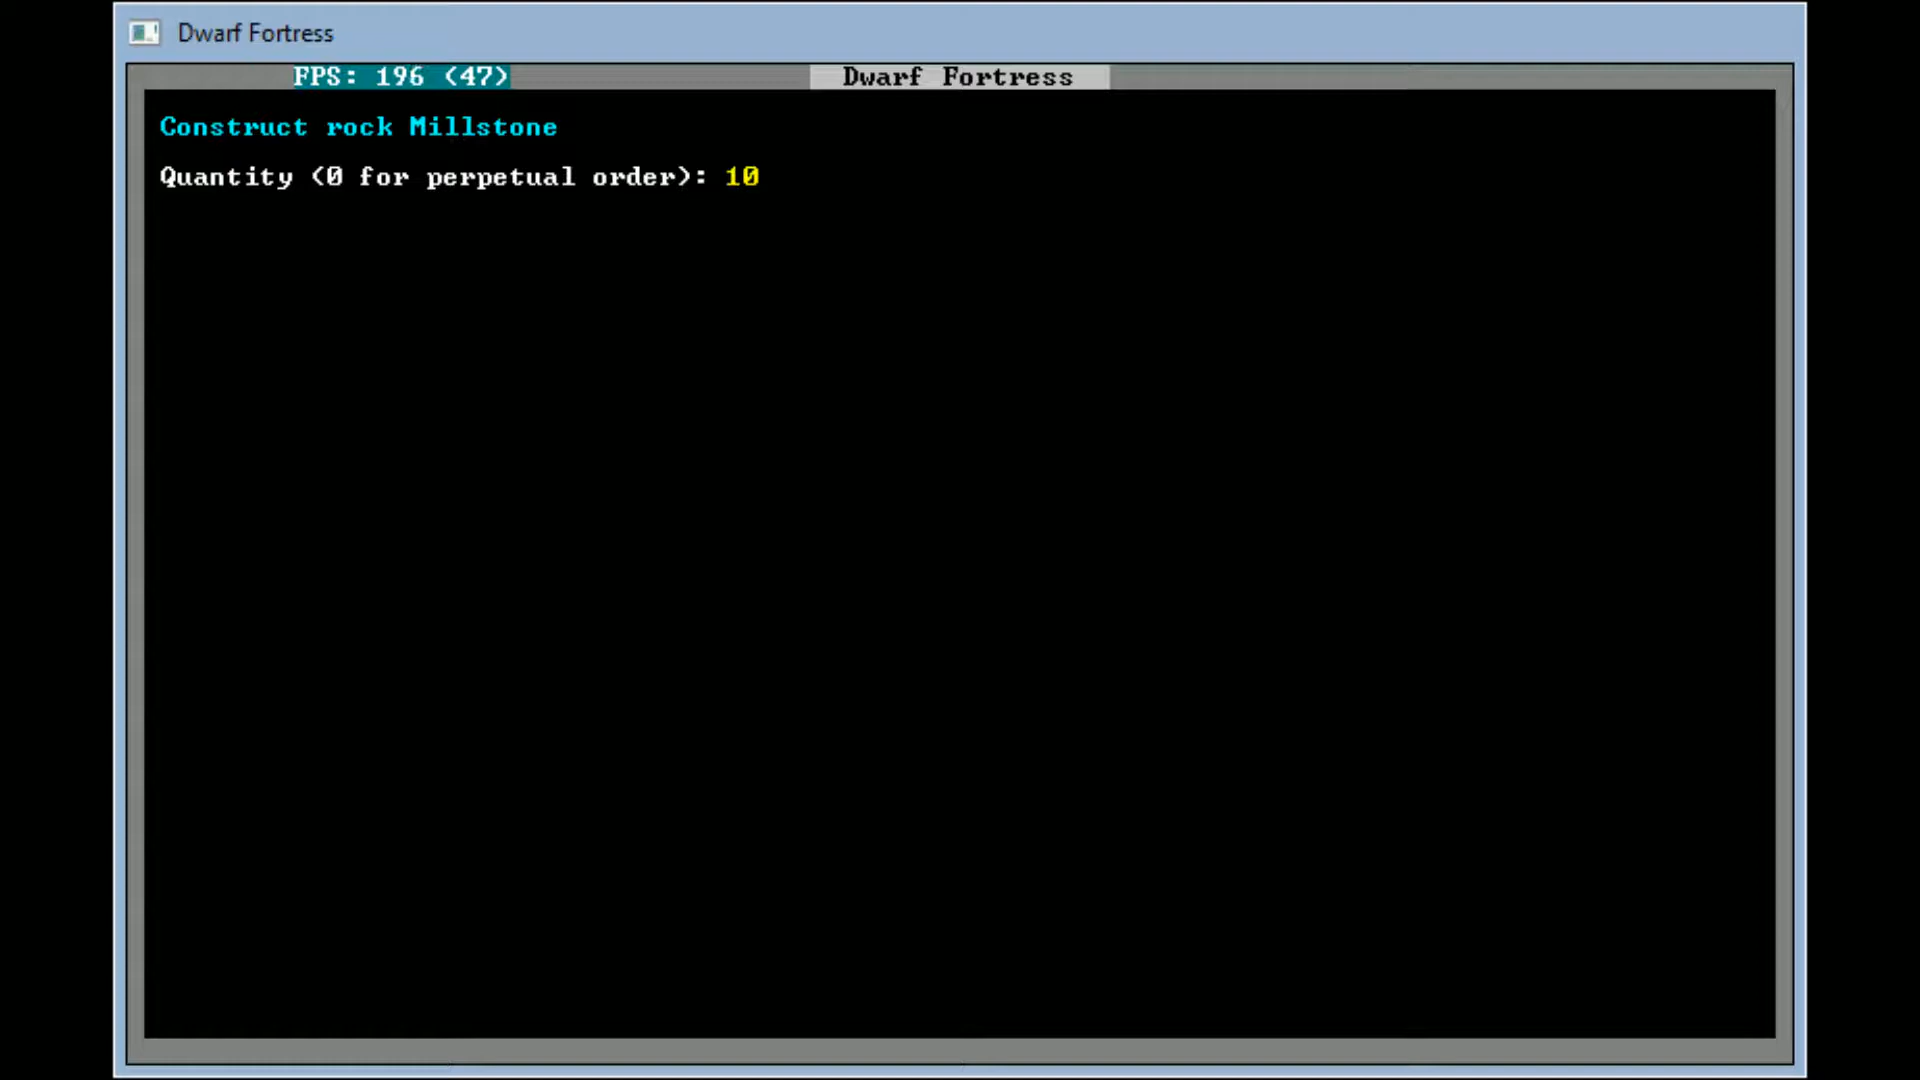 Dwarf Fortress
FPS: 196 (47)
Dwarf Fortress
Construct rock Millstone
Quantity (0 for perpetual order): 10